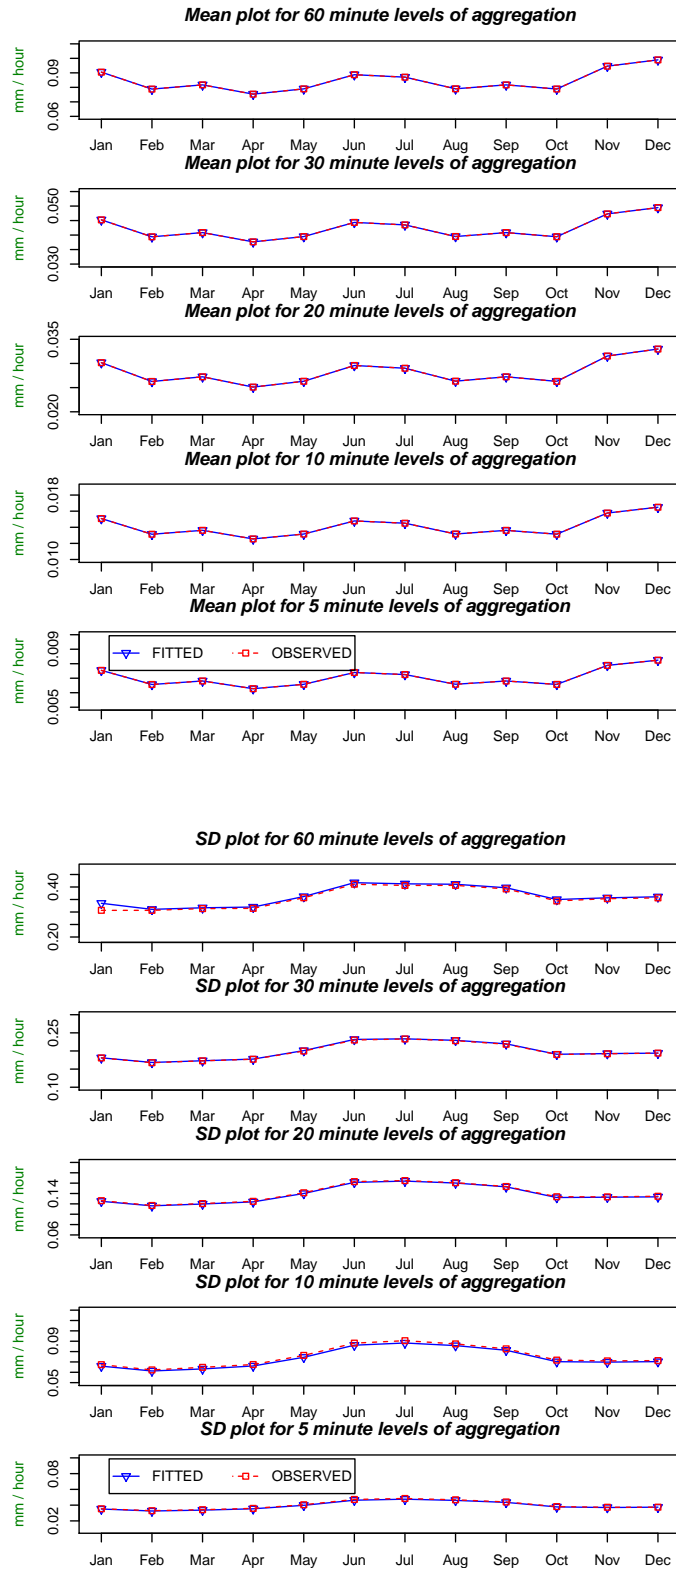 Mean plot for 60 minute levels of aggregation
mm / hour
0.06 0.09
Jan Feb Mar Apr May Jun Jul Aug Sep Oct Nov Dec
Mean plot for 30 minute levels of aggregation
mm / hour
0.030 0.050
Jan Feb Mar Apr May Jun Jul Aug Sep Oct Nov Dec
Mean plot for 20 minute levels of aggregation
mm / hour
0.020 0.035
Jan Feb Mar Apr May Jun Jul Aug Sep Oct Nov Dec
Mean plot for 10 minute levels of aggregation
mm / hour
0.010 0.018
Jan Feb Mar Apr May Jun Jul Aug Sep Oct Nov Dec
Mean plot for 5 minute levels of aggregation
mm / hour
0.005 0.009
FITTED OBSERVED
Jan Feb Mar Apr May Jun Jul Aug Sep Oct Nov Dec
SD plot for 60 minute levels of aggregation
mm / hour
0.20 0.40
Jan Feb Mar Apr May Jun Jul Aug Sep Oct Nov Dec
SD plot for 30 minute levels of aggregation
mm / hour
0.10 0.25
Jan Feb Mar Apr May Jun Jul Aug Sep Oct Nov Dec
SD plot for 20 minute levels of aggregation
mm / hour
0.06 0.14
Jan Feb Mar Apr May Jun Jul Aug Sep Oct Nov Dec
SD plot for 10 minute levels of aggregation
mm / hour
0.05 0.09
Jan Feb Mar Apr May Jun Jul Aug Sep Oct Nov Dec
SD plot for 5 minute levels of aggregation
mm / hour
0.02 0.08
FITTED OBSERVED
Jan Feb Mar Apr May Jun Jul Aug Sep Oct Nov Dec